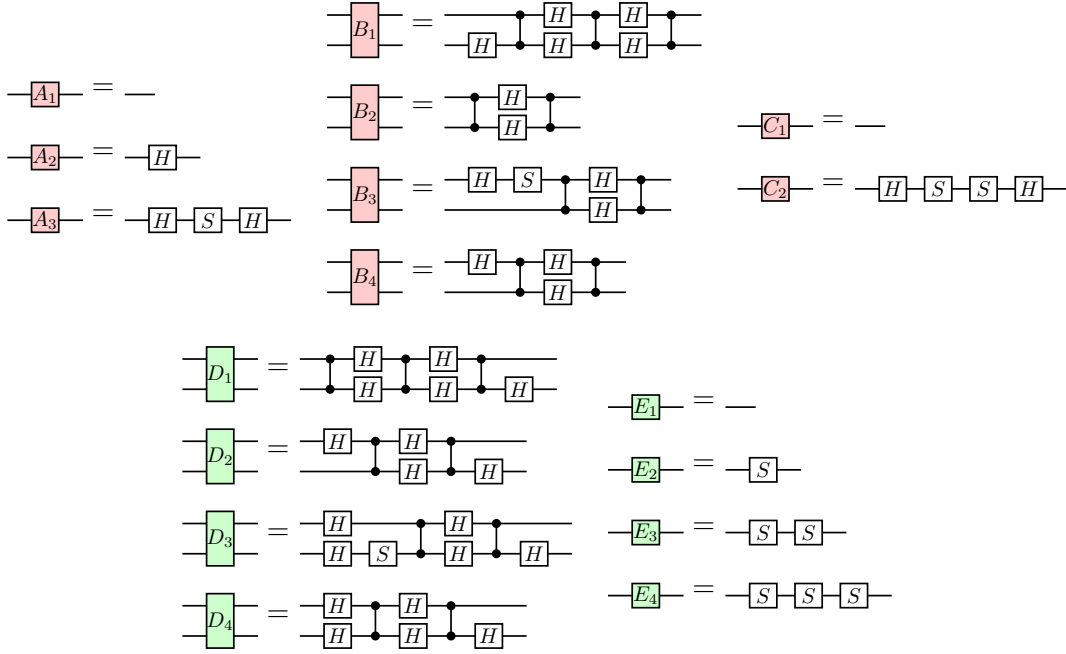 B₁ = H H H H H
A₁ =
A₂ = H
A₃ = H S H
B₂ = H H
B₃ = H S H H
B₄ = H H H
C₁ =
C₂ = H S S H
D₁ = H H H H H
D₂ = H H H H
D₃ = H H S H H H
D₄ = H H H H H
E₁ =
E₂ = S
E₃ = S S
E₄ = S S S